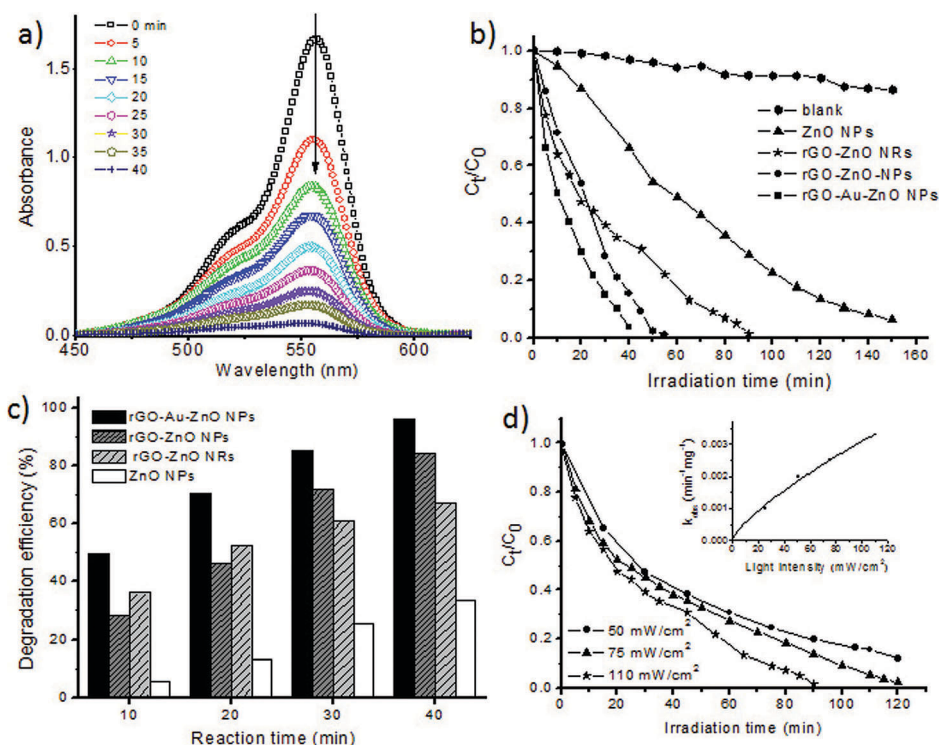 a)
0 min
5
10
15
20
25
30
35
40
1.5
1.0
0.5
0.0
Absorbance
450
500
550
600
Wavelength (nm)
b)
1.0
0.8
0.6
0.4
0.2
0.0
Ct/C0
blank
ZnO NPs
rGO-ZnO NRs
rGO-ZnO-NPs
rGO-Au-ZnO NPs
0 20 40 60 80 100 120 140 160
Irradiation time (min)
c)
rGO-Au-ZnO NPs
rGO-ZnO NPs
rGO-ZnO NRs
ZnO NPs
100
80
60
40
20
0
Degradation efficiency (%)
10 20 30 40
Reaction time (min)
d)
1.0
0.8
0.6
0.4
0.2
0.0
Ct/C0
0.003
0.002
0.001
0.000
kobs (min-1mg-1)
0 20 40 60 80 100
Light Intensity (mW/cm2)
50 mW/cm2
75 mW/cm2
110 mW/cm2
0 20 40 60 80 100 120
Irradiation time (min)